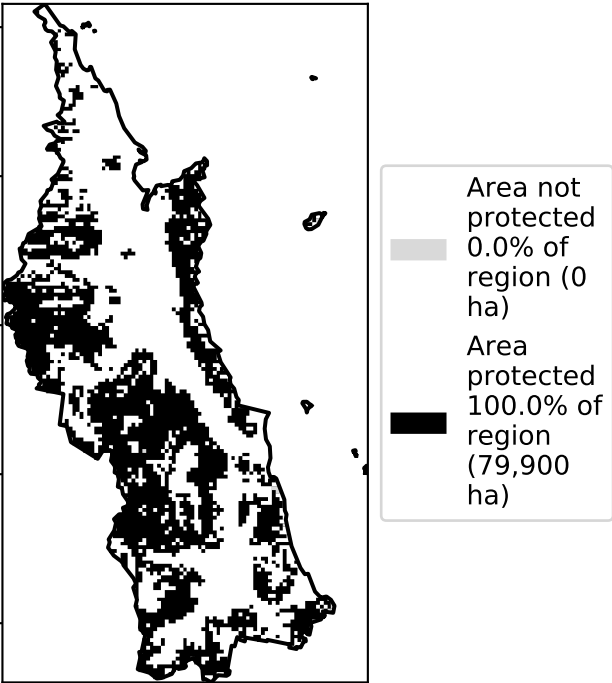 Area not
protected
0.0% of
region (0
ha)
Area
protected
100.0% of
region
(79,900
ha)